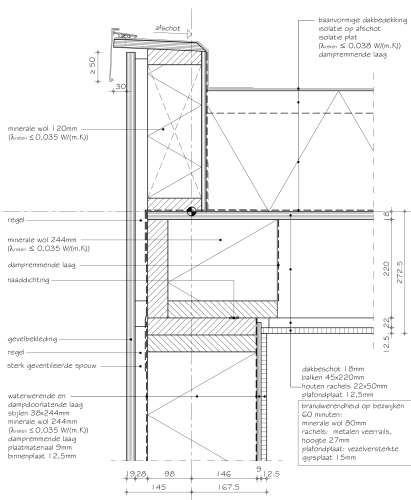 afschot
baanvormige dakbedekking
isolatie op afschot
isolatie plat
(λreken ≤ 0,038 W/(m.K))
dampremmende laag
≥ 50
30
minerale wol 120mm
(λreken ≤ 0,035 W/(m.K))
regel
minerale wol 244mm
(λreken ≤ 0,035 W/(m.K))
dampremmende laag
naaddichting
18
220
272,5
22
12,5
gevelbekleding
regel
sterk geventileerde spouw
waterwerende en
dampdoorlatende laag
stijlen 38x244mm
minerale wol 244mm
(λreken ≤ 0,035 W/(m.K))
dampremmende laag
plaatmateriaal 9mm
binnenplaat 12,5mm
dakbeschot 18mm
balken 45x220mm
houten rachels 22x50mm
plafondplaat 12,5mm
brandwerendheid op bezwijken
60 minuten:
minerale wol 80mm
rachels: metalen veerrails,
hoogte 27mm
plafondplaat: vezelversterkte
gipsplaat 15mm
19 28 98 146 9 12,5
145 167,5